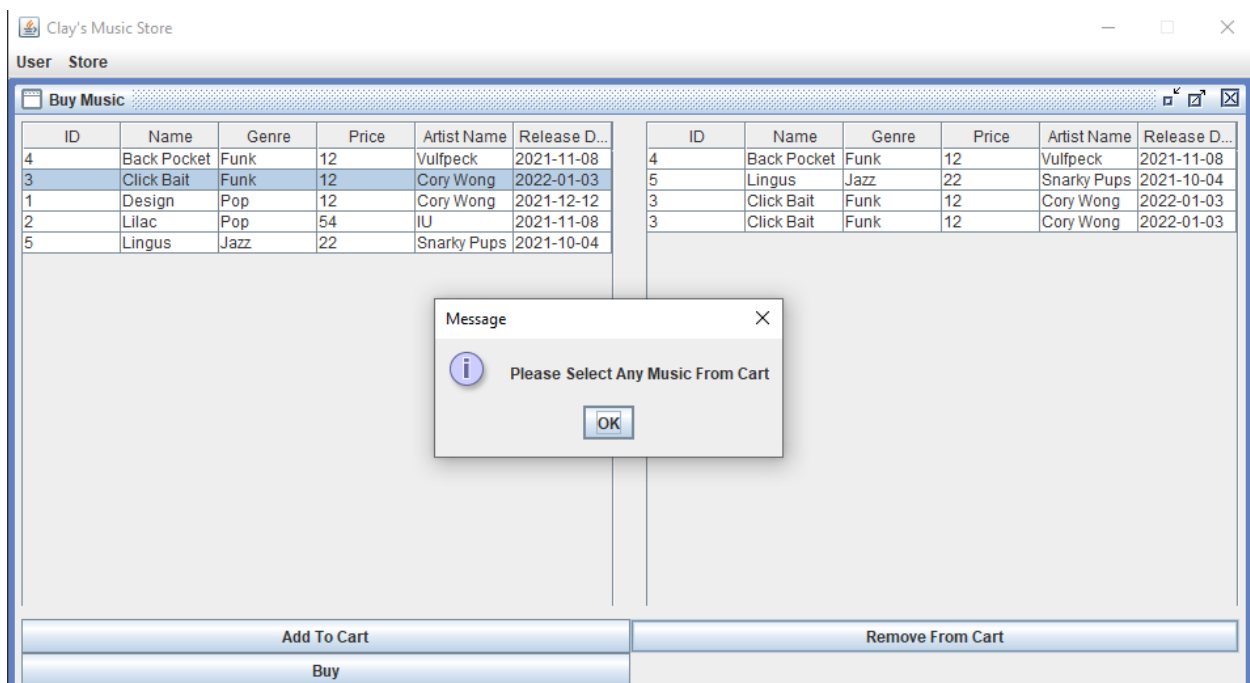 Clay's Music Store
User Store
Buy Music
ID Name Genre Price Artist Name Release D... ID Name Genre Price Artist Name Release D...
4 Back Pocket Funk 12 Vulfpeck 2021-11-08 4 Back Pocket Funk 12 Vulfpeck 2021-11-08
3 Click Bait Funk 12 Cory Wong 2022-01-03 5 Lingus Jazz 22 Snarky Pups 2021-10-04
1 Design Pop 12 Cory Wong 2021-12-12 3 Click Bait Funk 12 Cory Wong 2022-01-03
2 Lilac Pop 54 IU 2021-11-08 3 Click Bait Funk 12 Cory Wong 2022-01-03
5 Lingus Jazz 22 Snarky Pups 2021-10-04
Message
i Please Select Any Music From Cart
OK
Add To Cart Remove From Cart
Buy